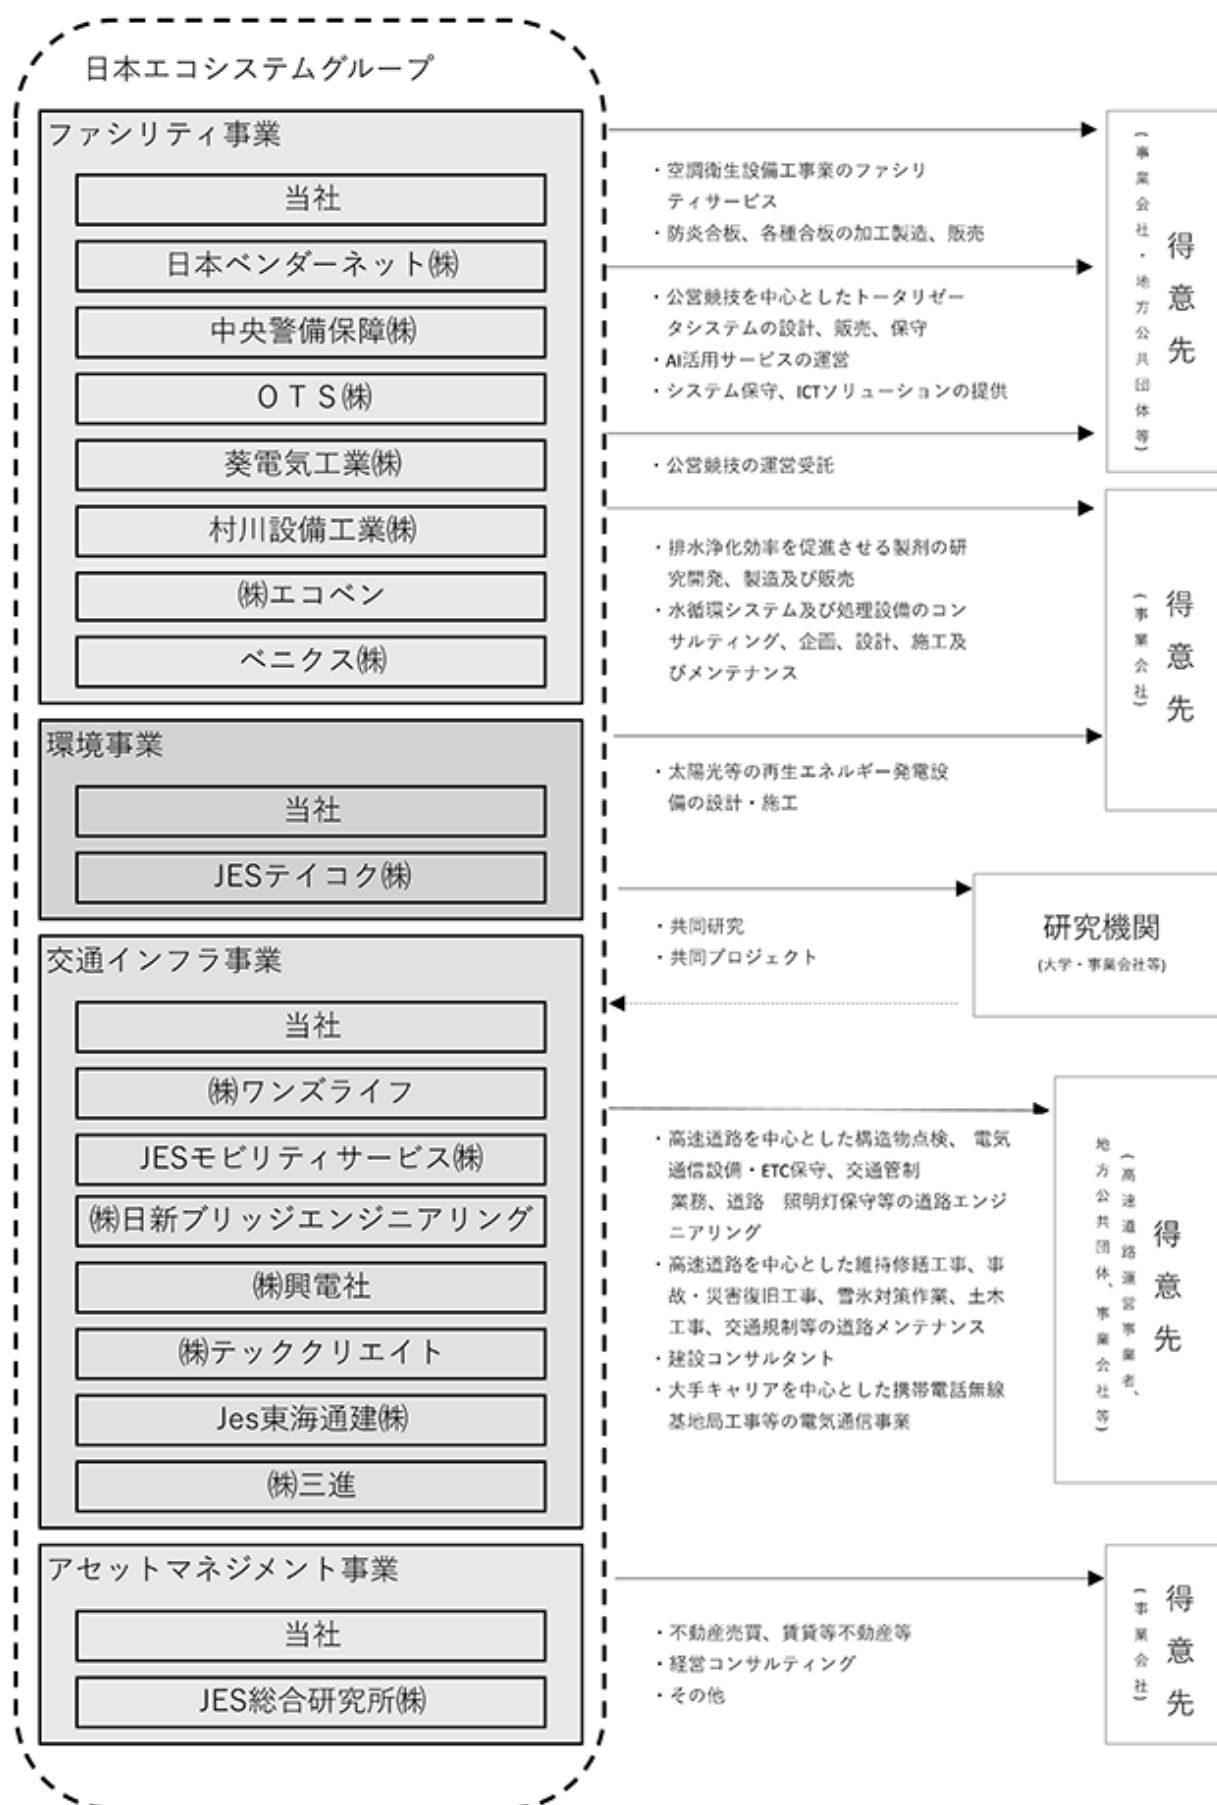 日本エコシステムグループ
ファシリティ事業
当社
日本ベンダーネット㈱
中央警備保障㈱
ＯＴＳ㈱
葵電気工業㈱
村川設備工業㈱
㈱エコベン
ベニクス㈱
・空調衛生設備工事業のファシリ
ティサービス
・防炎合板、各種合板の加工製造、販売
・公営競技を中心としたトータリゼー
タシステムの設計、販売、保守
・AI活用サービスの運営
・システム保守、ICTソリューションの提供
・公営競技の運営受託
得意先
(事業会社・地方公共団体等)
・排水浄化効率を促進させる製剤の研
究開発、製造及び販売
・水循環システム及び処理設備のコン
サルティング、企画、設計、施工及
びメンテナンス
・太陽光等の再生エネルギー発電設
備の設計・施工
得意先
(事業会社)
環境事業
当社
JESテイコク㈱
・共同研究
・共同プロジェクト
研究機関
(大学・事業会社等)
交通インフラ事業
当社
㈱ワンズライフ
JESモビリティサービス㈱
㈱日新ブリッジエンジニアリング
㈱興電社
㈱テッククリエイト
Jes東海通建㈱
㈱三進
・高速道路を中心とした構造物点検、 電気
通信設備・ETC保守、交通管制
業務、道路　照明灯保守等の道路エンジ
ニアリング
・高速道路を中心とした維持修繕工事、事
故・災害復旧工事、雪氷対策作業、土木
工事、交通規制等の道路メンテナンス
・建設コンサルタント
・大手キャリアを中心とした携帯電話無線
基地局工事等の電気通信事業
得意先
(高速道路運営事業者、
地方公共団体、事業会社等)
アセットマネジメント事業
当社
JES総合研究所㈱
・不動産売買、賃貸等不動産等
・経営コンサルティング
・その他
得意先
(事業会社)